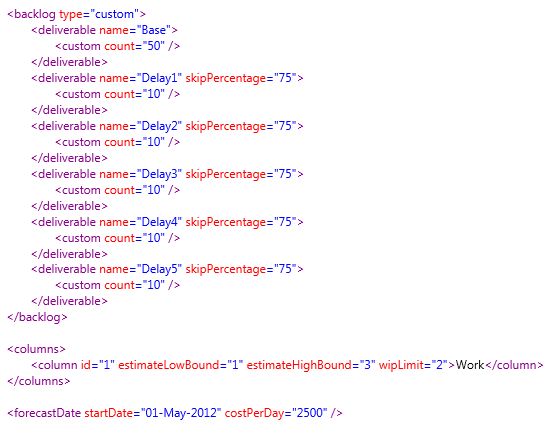 <backlog type="custom">
<deliverable name="Base">
<custom count="50" />
</deliverable>
<deliverable name="Delay1" skipPercentage="75">
<custom count="10" />
</deliverable>
<deliverable name="Delay2" skipPercentage="75">
<custom count="10" />
</deliverable>
<deliverable name="Delay3" skipPercentage="75">
<custom count="10" />
</deliverable>
<deliverable name="Delay4" skipPercentage="75">
<custom count="10" />
</deliverable>
<deliverable name="Delay5" skipPercentage="75">
<custom count="10" />
</deliverable>
</backlog>
<columns>
<column id="1" estimateLowBound="1" estimateHighBound="3" wipLimit="2">Work</column>
</columns>
<forecastDate startDate="01-May-2012" costPerDay="2500" />